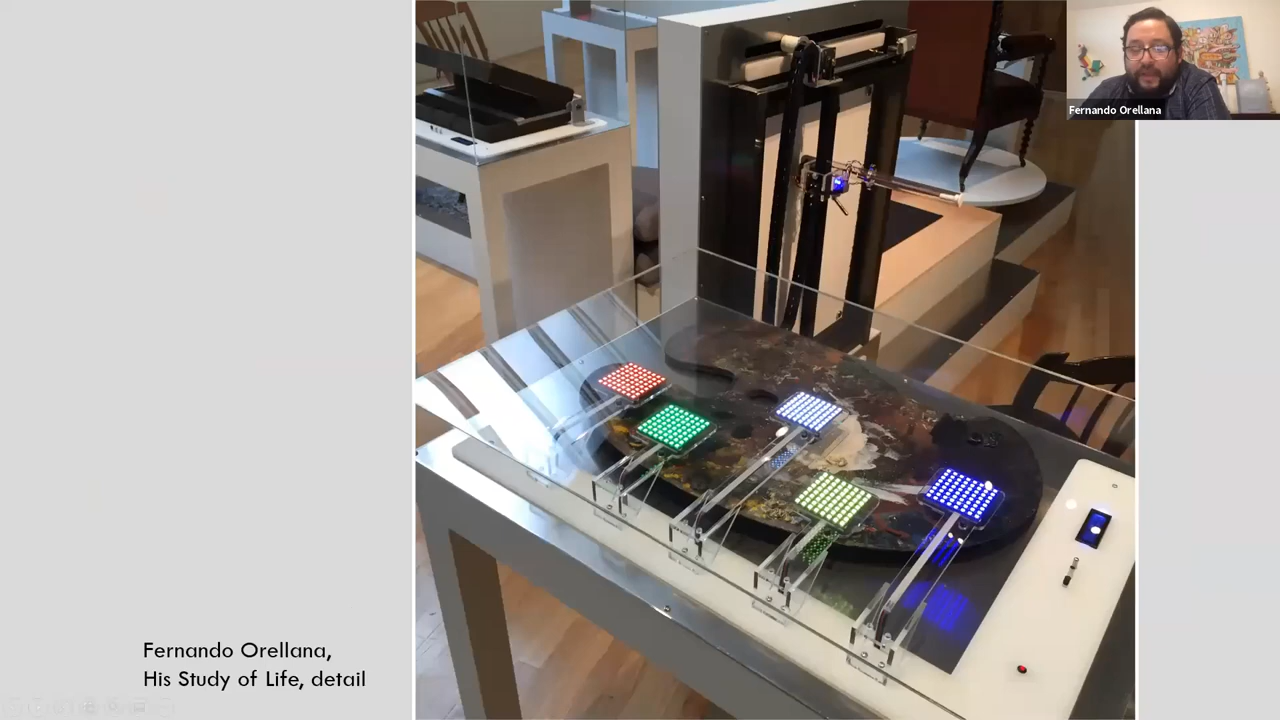 Fernando Orellana
Fernando Orellana,
His Study of Life, detail